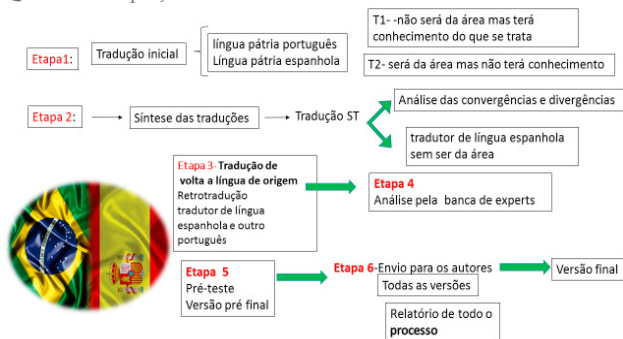 Etapa1:
Tradução inicial
língua pátria português
Língua pátria espanhola
T1- -não será da área mas terá
conhecimento do que se trata
T2- será da área mas não terá conhecimento
Etapa 2:
Síntese das traduções
Tradução ST
Análise das convergências e divergências
tradutor de língua espanhola
sem ser da área
Etapa 3-Tradução de
volta a língua de origem
Retrotradução
tradutor de língua
espanhola e outro
português
Etapa 4
Análise pela banca de experts
Etapa 5
Pré-teste
Versão pré final
Etapa 6-Envio para os autores
Todas as versões
Versão final
Relatório de todo o
processo